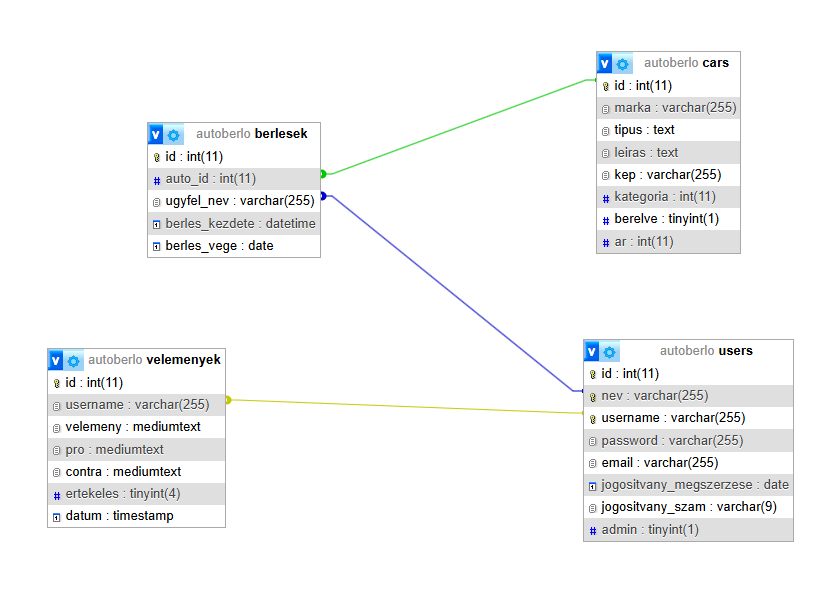 autoberlo cars
id : int(11)
marka : varchar(255)
tipus : text
leiras : text
kep : varchar(255)
kategoria : int(11)
berelve : tinyint(1)
ar : int(11)
autoberlo berlesek
id : int(11)
auto_id : int(11)
ugyfel_nev : varchar(255)
berles_kezdete : datetime
berles_vege : date
autoberlo velemenyek
id : int(11)
username : varchar(255)
velemeny : mediumtext
pro : mediumtext
contra : mediumtext
ertekeles : tinyint(4)
datum : timestamp
autoberlo users
id : int(11)
nev : varchar(255)
username : varchar(255)
password : varchar(255)
email : varchar(255)
jogositvany_megszerzese : date
jogositvany_szam : varchar(9)
admin : tinyint(1)